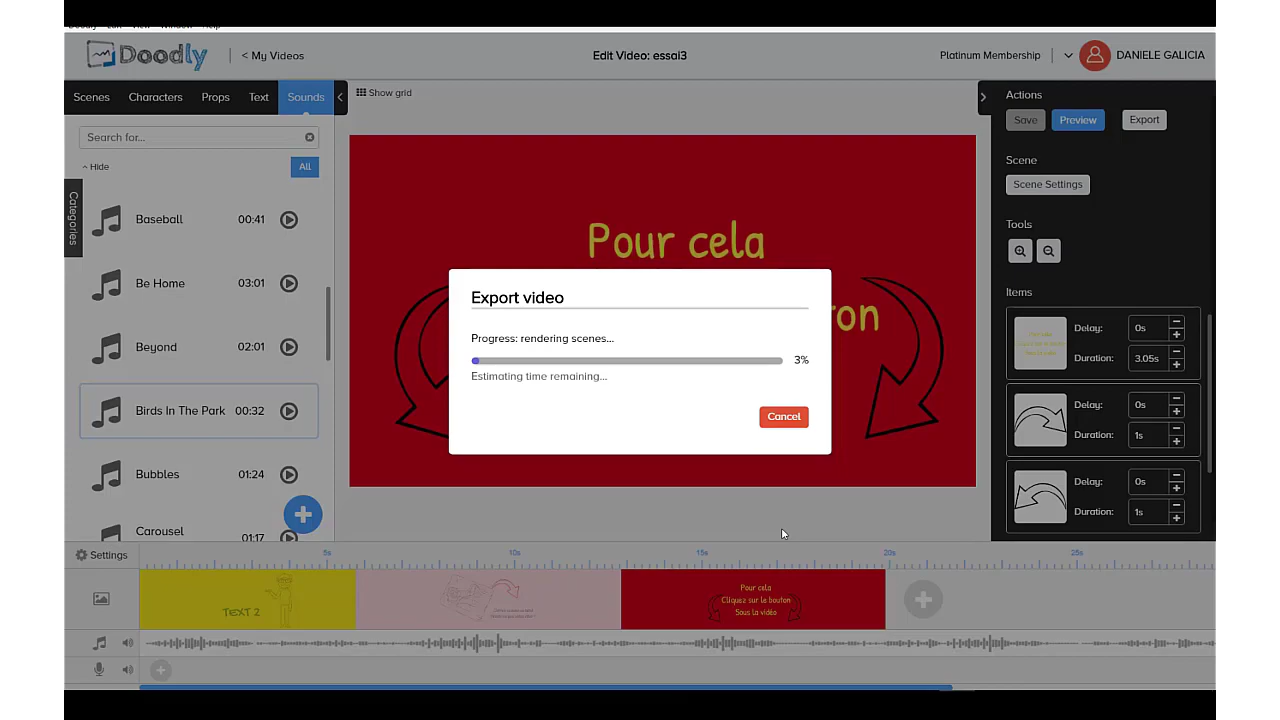 Doodly Edit View Window Help
Doodly
< My Videos
Edit Video: essai3
Platinum Membership
DANIELE GALICIA
Scenes
Characters
Props
Text
Sounds
Show grid
Search for...
Hide
All
Categories
Baseball 00:41
Be Home 03:01
Beyond 02:01
Birds In The Park 00:32
Bubbles 01:24
Carousel 01:17
Pour cela
ton
Export video
Progress: rendering scenes...
3%
Estimating time remaining...
Cancel
Actions
Save
Preview
Export
Scene
Scene Settings
Tools
Items
Delay: 0s
Duration: 3.05s
Delay: 0s
Duration: 1s
Delay: 0s
Duration: 1s
Settings
5s 10s 15s 20s 25s
TEXT 2
Pour cela
Cliquez sur le bouton
Sous la vidéo